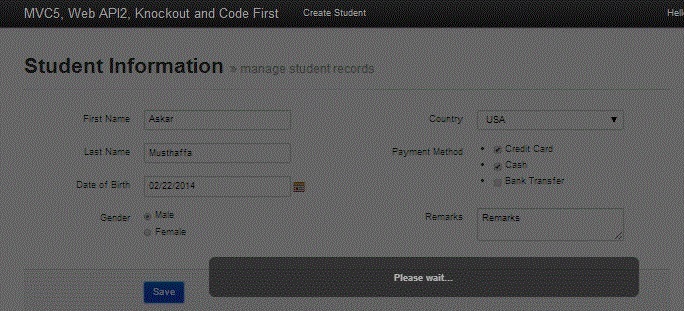 MVC5, Web API2, Knockout and Code First Create Student Hell
Student Information » manage student records
First Name Askar
Last Name Musthaffa
Date of Birth 02/22/2014
Gender Male
Female
Country USA
Payment Method Credit Card
Cash
Bank Transfer
Remarks Remarks
Save
Please wait...